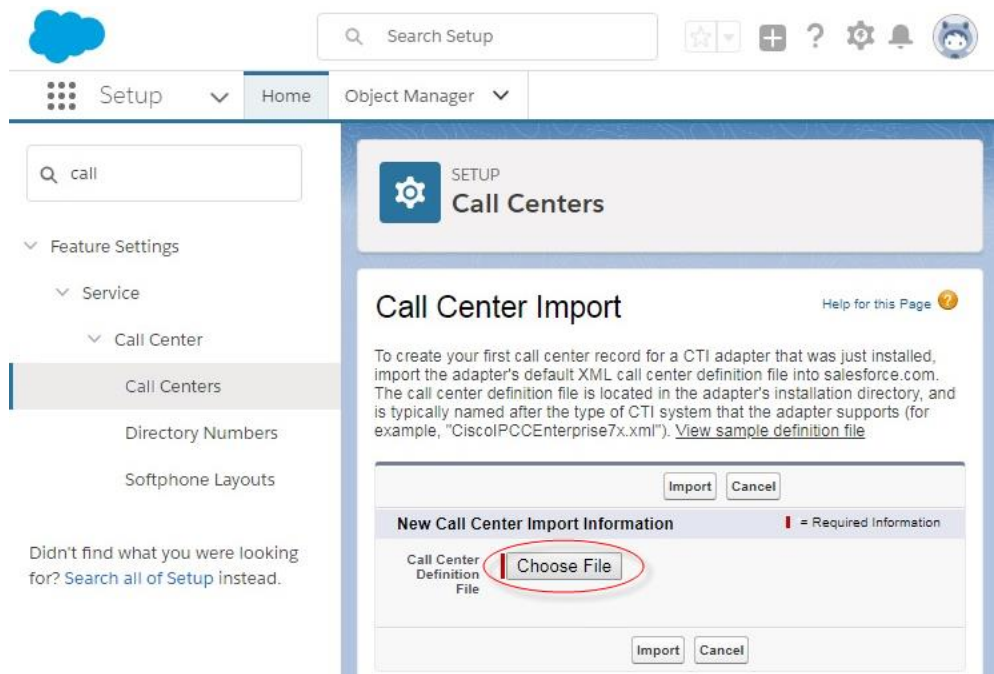 Search Setup
Setup
Home
Object Manager
call
Feature Settings
Service
Call Center
Call Centers
Directory Numbers
Softphone Layouts
Didn't find what you were looking
for? Search all of Setup instead.
SETUP
Call Centers
Call Center Import
Help for this Page
To create your first call center record for a CTI adapter that was just installed,
import the adapter's default XML call center definition file into salesforce.com.
The call center definition file is located in the adapter's installation directory, and
is typically named after the type of CTI system that the adapter supports (for
example, "CiscoIPCCEnterprise7x.xml"). View sample definition file
Import Cancel
New Call Center Import Information
= Required Information
Call Center
Definition
File
Choose File
Import Cancel